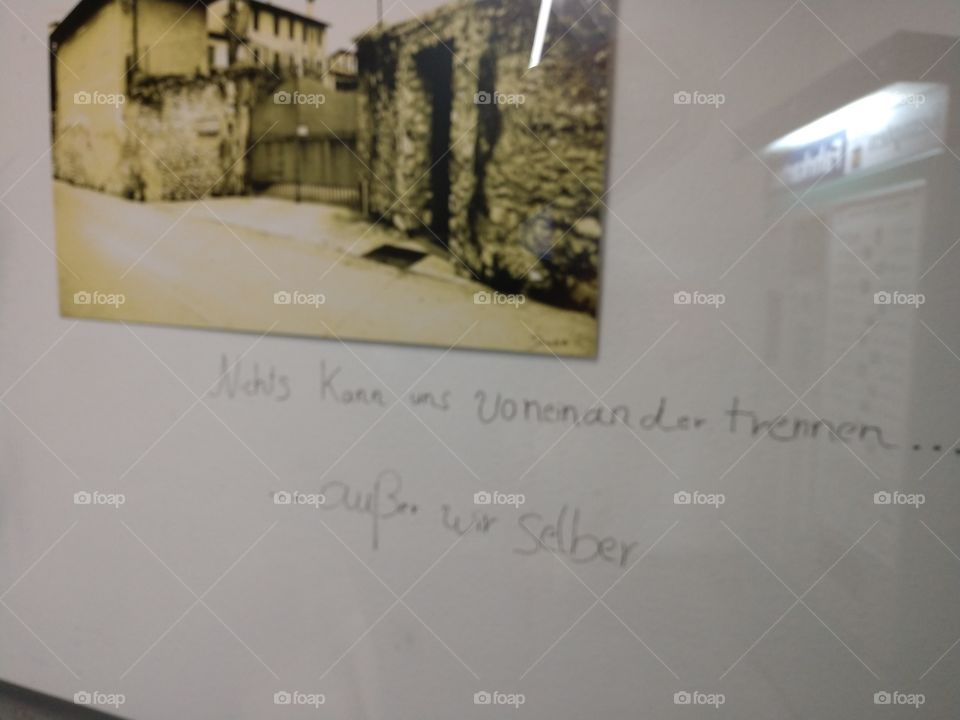 Nichts Kann uns voneinander trennen...
...außer wir selber